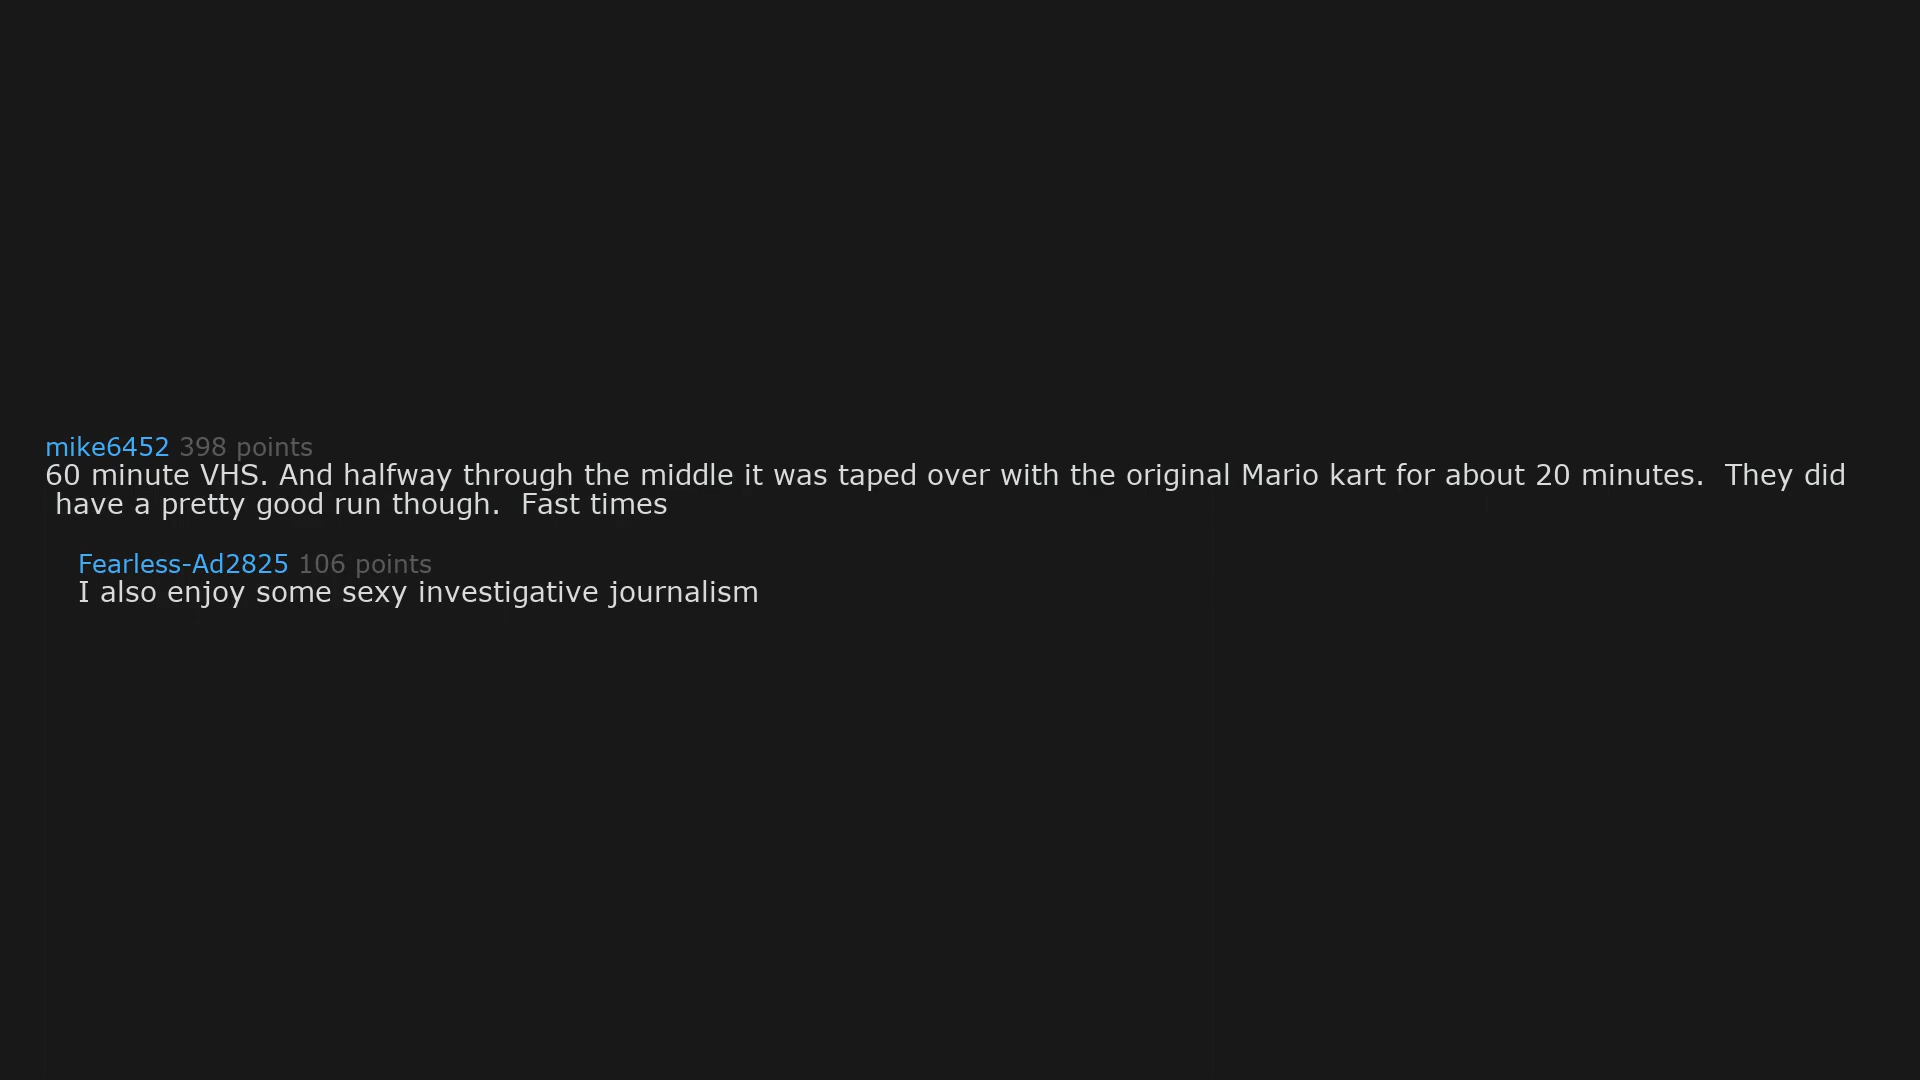 mike6452 398 points
60 minute VHS. And halfway through the middle it was taped over with the original Mario kart for about 20 minutes.  They did
have a pretty good run though.  Fast times
Fearless-Ad2825 106 points
I also enjoy some sexy investigative journalism